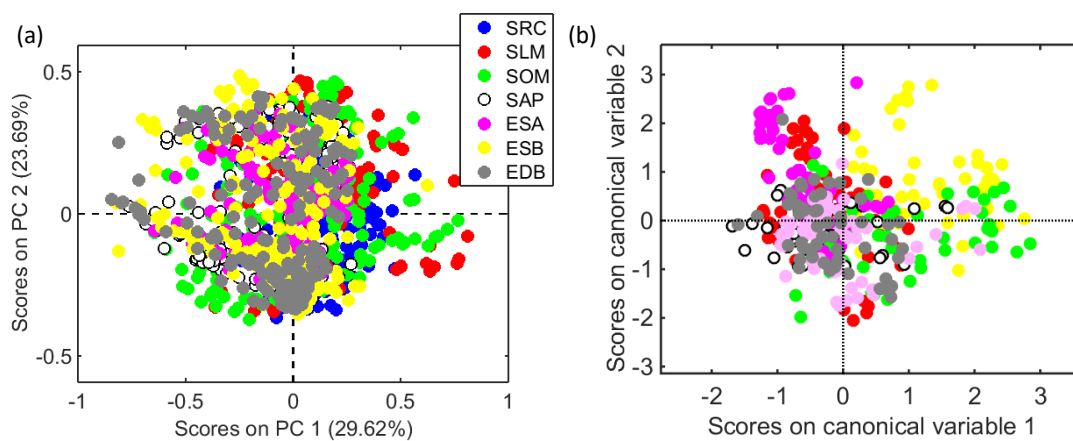 (a)
Scores on PC 2 (23.69%)
0.5
0
-0.5
-1
-0.5
0
0.5
1
Scores on PC 1 (29.62%)
SRC
SLM
SOM
SAP
ESA
ESB
EDB
(b)
Scores on canonical variable 2
3
2
1
0
-1
-2
-3
-2
-1
0
1
2
3
Scores on canonical variable 1